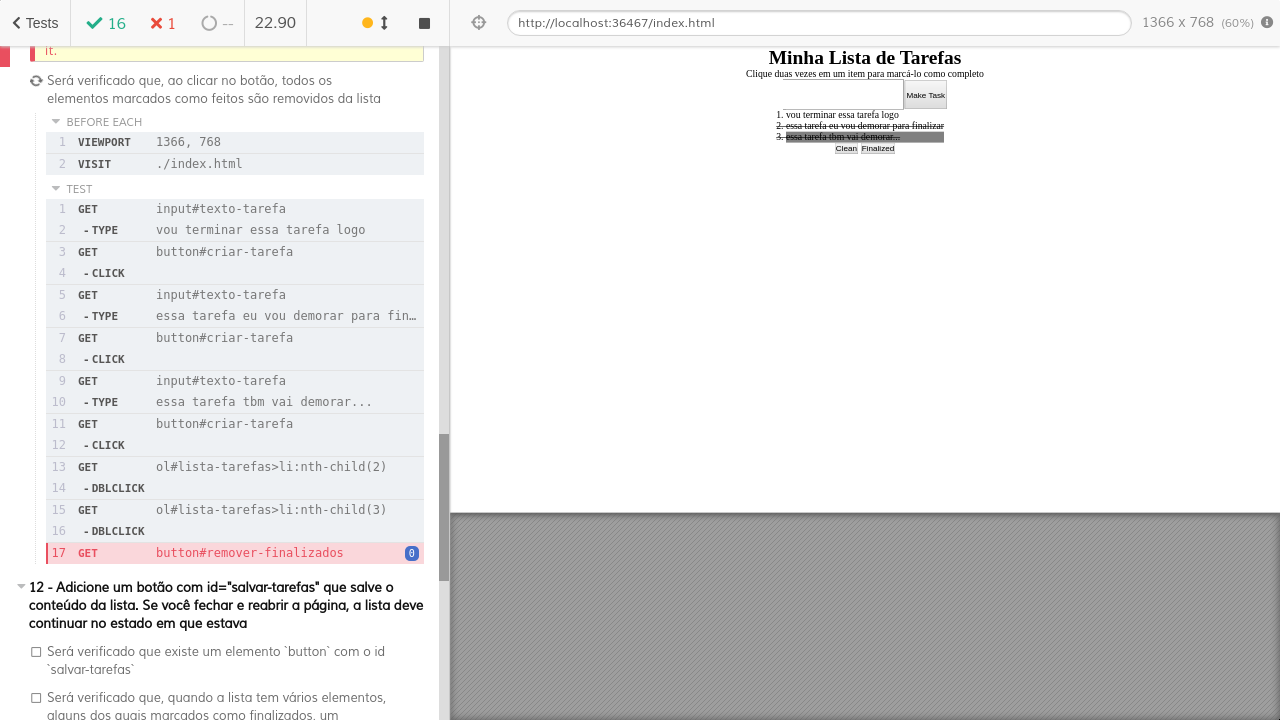 Tests
16
1
--
22.90
http://localhost:36467/index.html
1366 x 768 (60%)
it.
Será verificado que, ao clicar no botão, todos os
elementos marcados como feitos são removidos da lista
BEFORE EACH
1 VIEWPORT 1366, 768
2 VISIT ./index.html
TEST
1 GET input#texto-tarefa
2 -TYPE vou terminar essa tarefa logo
3 GET button#criar-tarefa
4 -CLICK
5 GET input#texto-tarefa
6 -TYPE essa tarefa eu vou demorar para fin…
7 GET button#criar-tarefa
8 -CLICK
9 GET input#texto-tarefa
10 -TYPE essa tarefa tbm vai demorar...
11 GET button#criar-tarefa
12 -CLICK
13 GET ol#lista-tarefas>li:nth-child(2)
14 -DBLCLICK
15 GET ol#lista-tarefas>li:nth-child(3)
16 -DBLCLICK
17 GET button#remover-finalizados 0
12 - Adicione um botão com id="salvar-tarefas" que salve o
conteúdo da lista. Se você fechar e reabrir a página, a lista deve
continuar no estado em que estava
Será verificado que existe um elemento `button` com o id
`salvar-tarefas`
Será verificado que, quando a lista tem vários elementos,
alguns dos quais marcados como finalizados, um
Minha Lista de Tarefas
Clique duas vezes em um item para marcá-lo como completo
Make Task
1. vou terminar essa tarefa logo
2. essa tarefa eu vou demorar para finalizar
3. essa tarefa tbm vai demorar...
Clean Finalized